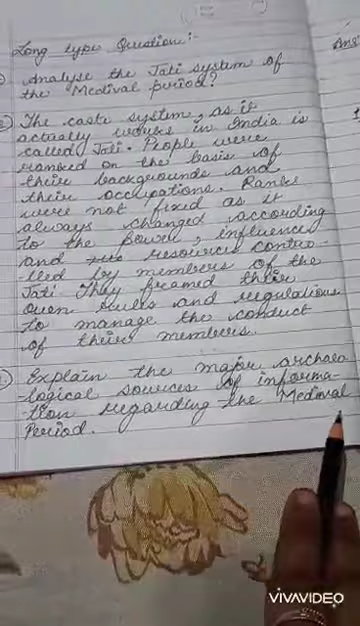 Long type Question:-
Analyse the Jati system of
the Medival period?
The caste system, as it
actually works in India is
called Jati. People were
ranked on the basis of
their backgrounds and
their occupations. Ranks
were not fixed as it
always changed according
to the power, influence
and resources contro-
lled by members of the
Jati. They framed their
own rules and regulations
to manage the conduct
of their members.
Explain the major archaeo
logical sources of informa-
tion regarding the Medival
Period.
Ans:
1
VIVAVIDEO